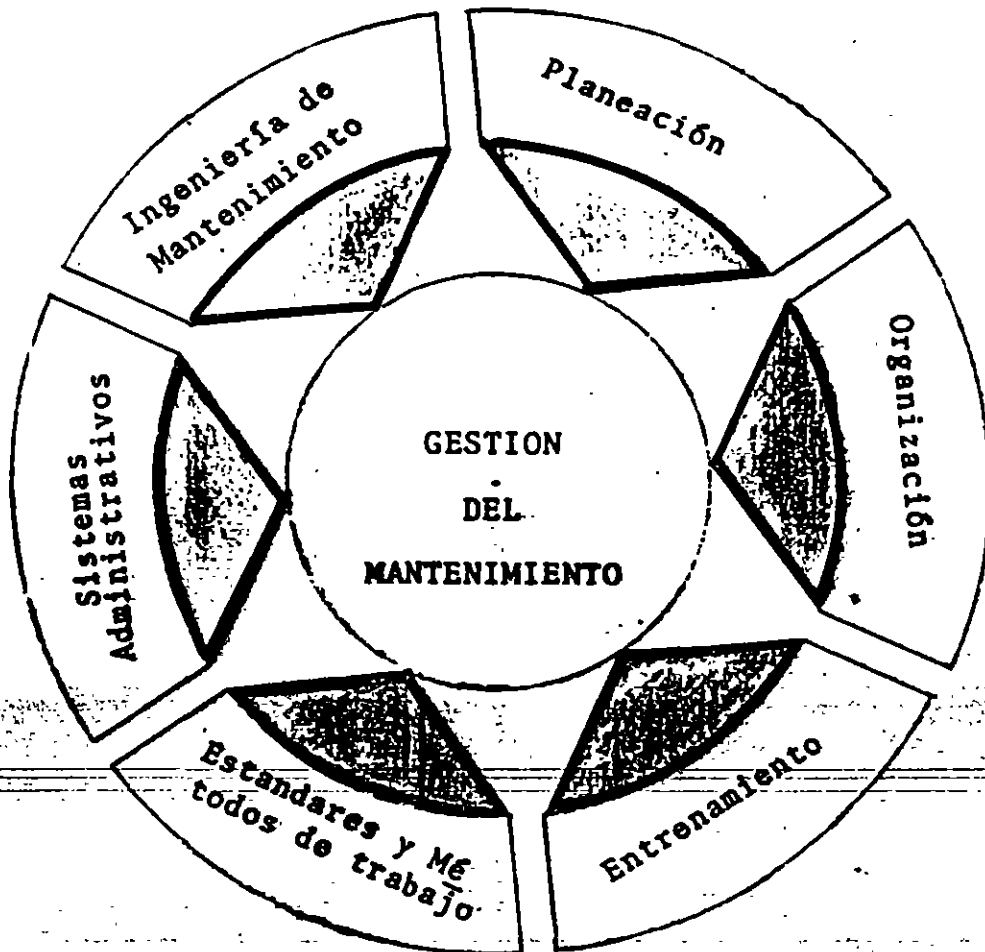 Planeación
Organización
Entrenamiento
Estandares y Mé
todos de trabajo
Sistemas
Administrativos
Ingeniería de
Mantenimiento
GESTION
DEL
MANTENIMIENTO